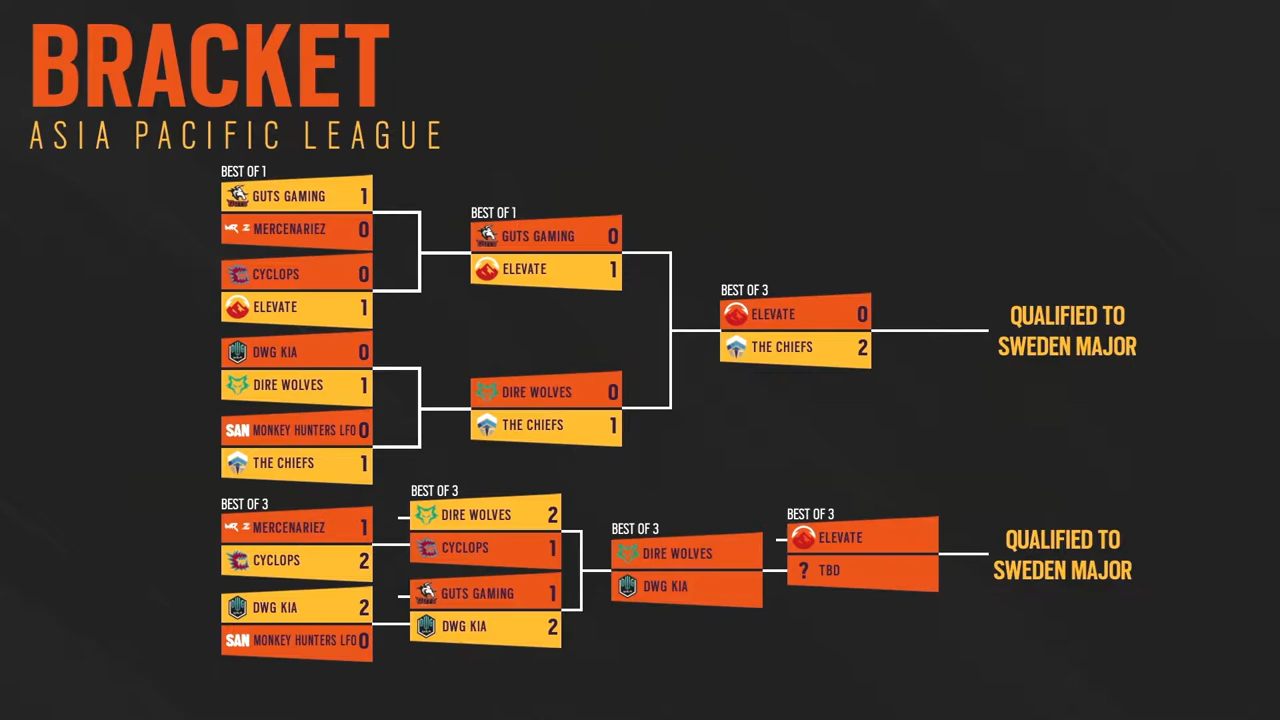 BRACKET
ASIA PACIFIC LEAGUE
BEST OF 1
GUTS GAMING 1
MERCENARIEZ 0
CYCLOPS 0
ELEVATE 1
DWG KIA 0
DIRE WOLVES 1
SAN MONKEY HUNTERS LFO 0
THE CHIEFS 1
BEST OF 1
GUTS GAMING 0
ELEVATE 1
DIRE WOLVES 0
THE CHIEFS 1
BEST OF 3
ELEVATE 0
THE CHIEFS 2
QUALIFIED TO
SWEDEN MAJOR
BEST OF 3
MERCENARIEZ 1
CYCLOPS 2
DWG KIA 2
SAN MONKEY HUNTERS LFO 0
BEST OF 3
DIRE WOLVES 2
CYCLOPS 1
GUTS GAMING 1
DWG KIA 2
BEST OF 3
DIRE WOLVES
DWG KIA
BEST OF 3
ELEVATE
? TBD
QUALIFIED TO
SWEDEN MAJOR